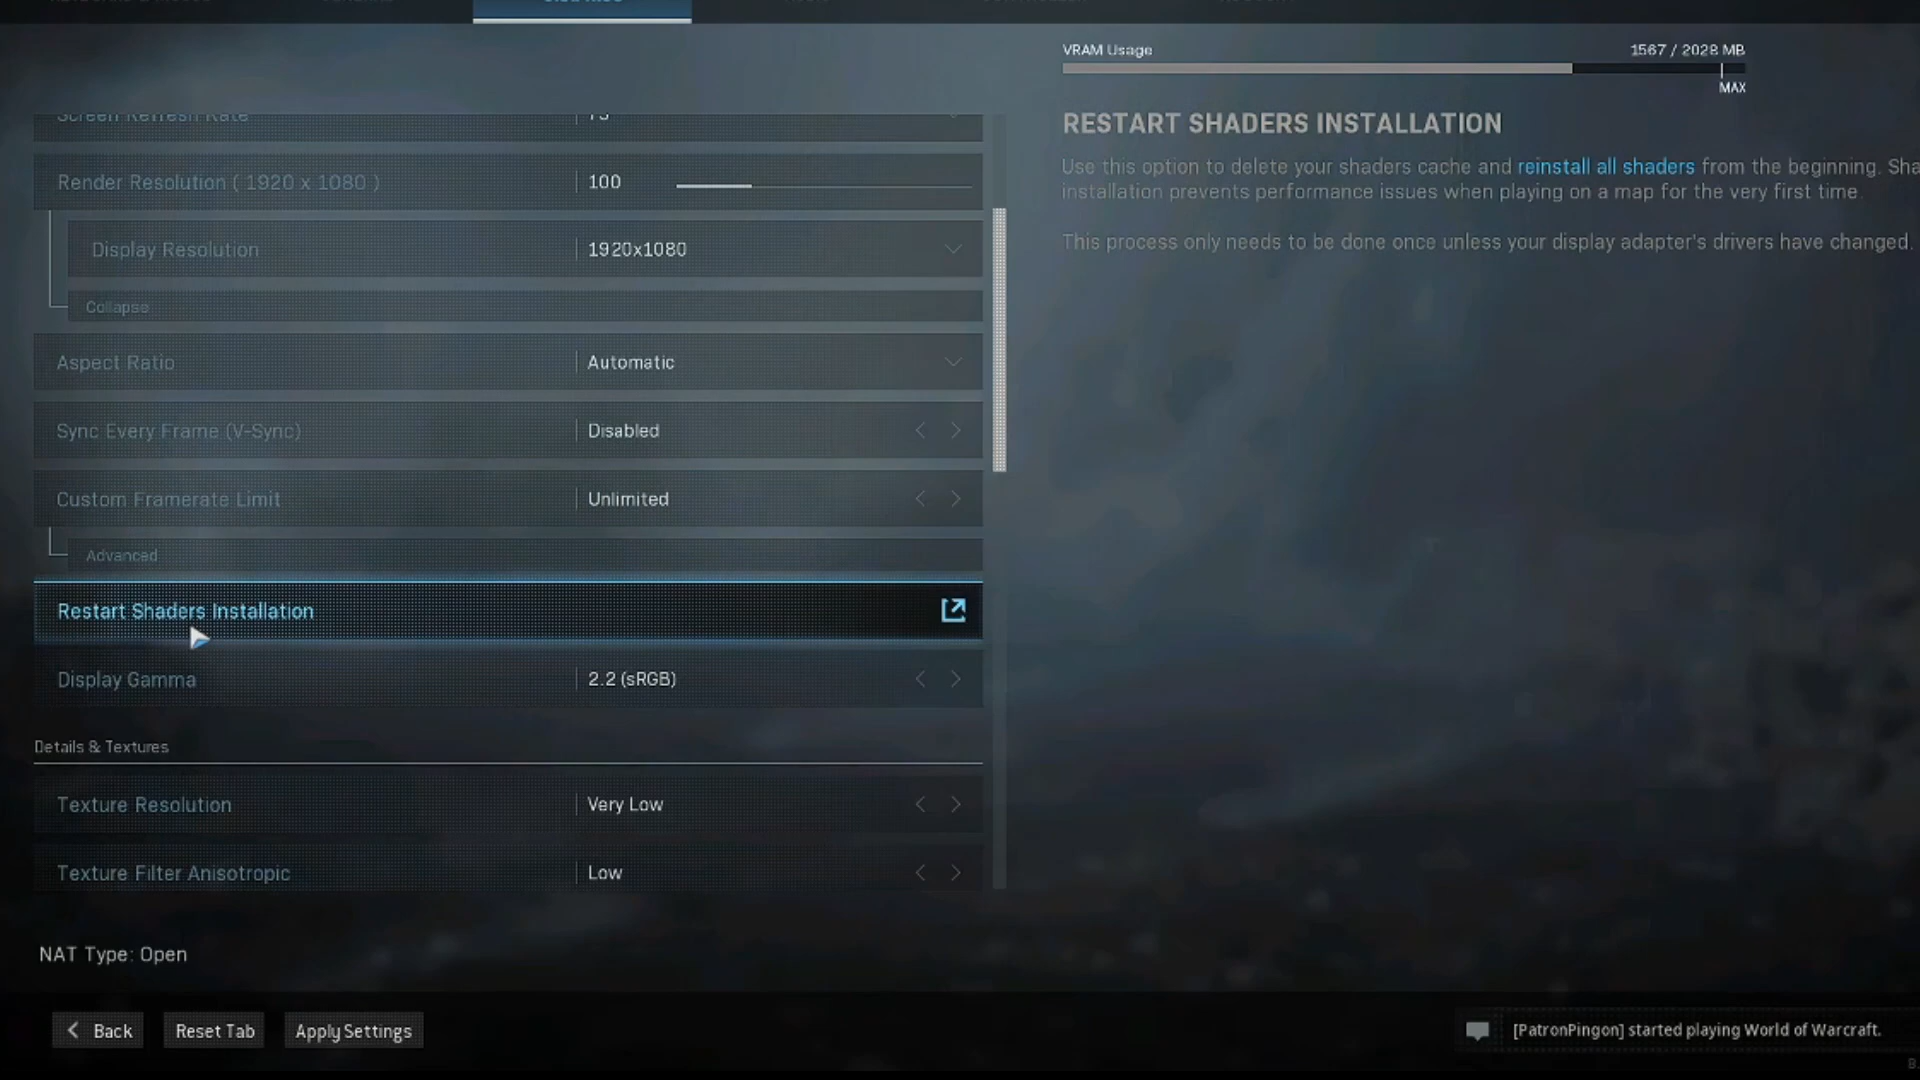 VRAM Usage
1567 / 2028 MB
MAX
Screen Refresh Rate
75
Render Resolution ( 1920 x 1080 )
100
Display Resolution
1920x1080
Collapse
Aspect Ratio
Automatic
Sync Every Frame (V-Sync)
Disabled
Custom Framerate Limit
Unlimited
Advanced
Restart Shaders Installation
Display Gamma
2.2 (sRGB)
Details & Textures
Texture Resolution
Very Low
Texture Filter Anisotropic
Low
RESTART SHADERS INSTALLATION
Use this option to delete your shaders cache and reinstall all shaders from the beginning. Sha
installation prevents performance issues when playing on a map for the very first time.
This process only needs to be done once unless your display adapter's drivers have changed.
NAT Type: Open
Back
Reset Tab
Apply Settings
[PatronPingon] started playing World of Warcraft.